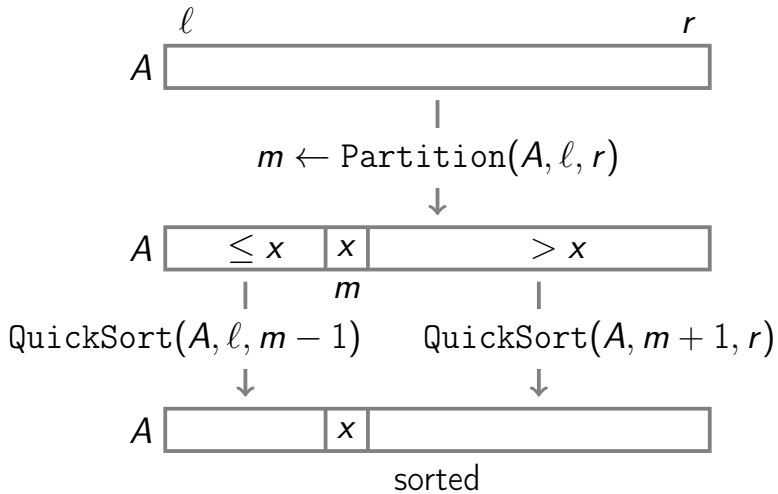 ℓ r
A
m ← Partition(A, ℓ, r)
A ≤ x x > x
m
QuickSort(A, ℓ, m − 1) QuickSort(A, m + 1, r)
A x
sorted